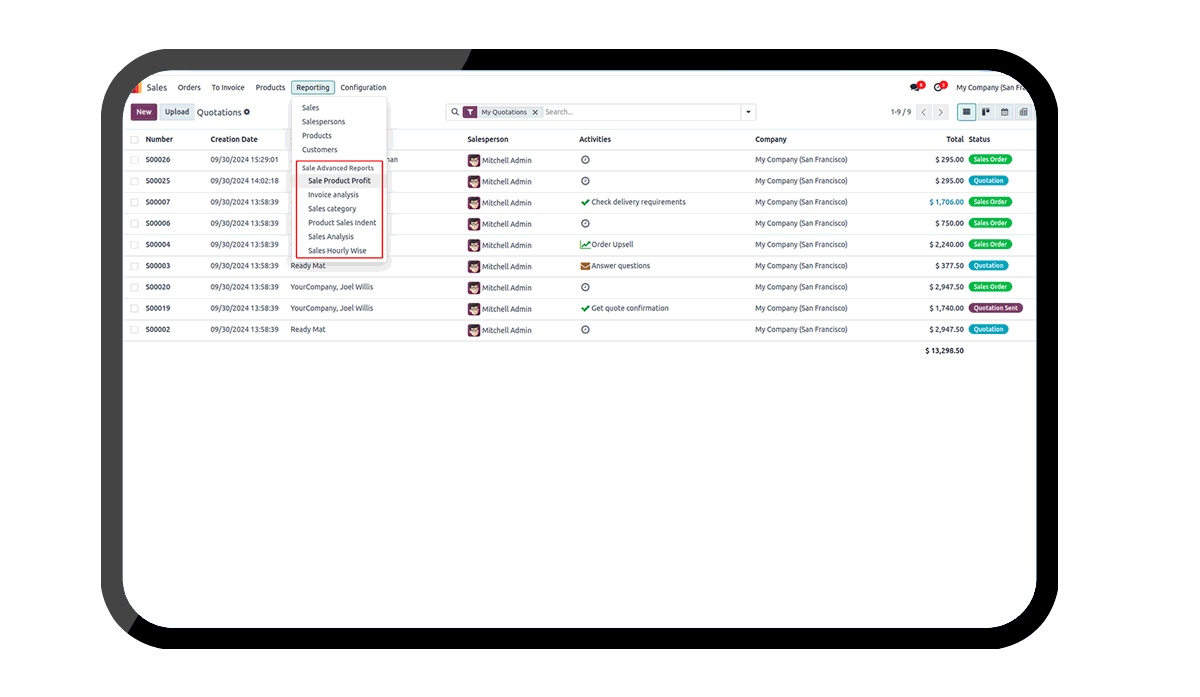 Sales Orders To Invoice Products Reporting Configuration 6 5 My Company (San Fra
New Upload Quotations My Quotations Search... 1-9 / 9
Sales
Salespersons
Products
Customers
Sale Advanced Reports
Sale Product Profit
Invoice analysis
Sales category
Product Sales Indent
Sales Analysis
Sales Hourly Wise
Number Creation Date Salesperson Activities Company Total Status
S00026 09/30/2024 15:29:01 Mitchell Admin My Company (San Francisco) $ 295.00 Sales Order
S00025 09/30/2024 14:02:18 Mitchell Admin My Company (San Francisco) $ 295.00 Quotation
S00007 09/30/2024 13:58:39 Mitchell Admin Check delivery requirements My Company (San Francisco) $ 1,706.00 Sales Order
S00006 09/30/2024 13:58:39 Mitchell Admin My Company (San Francisco) $ 750.00 Sales Order
S00004 09/30/2024 13:58:39 Mitchell Admin Order Upsell My Company (San Francisco) $ 2,240.00 Sales Order
S00003 09/30/2024 13:58:39 Ready Mat Mitchell Admin Answer questions My Company (San Francisco) $ 377.50 Quotation
S00020 09/30/2024 13:58:39 YourCompany, Joel Willis Mitchell Admin My Company (San Francisco) $ 2,947.50 Sales Order
S00019 09/30/2024 13:58:39 YourCompany, Joel Willis Mitchell Admin Get quote confirmation My Company (San Francisco) $ 1,740.00 Quotation Sent
S00002 09/30/2024 13:58:39 Ready Mat Mitchell Admin My Company (San Francisco) $ 2,947.50 Quotation
$ 13,298.50